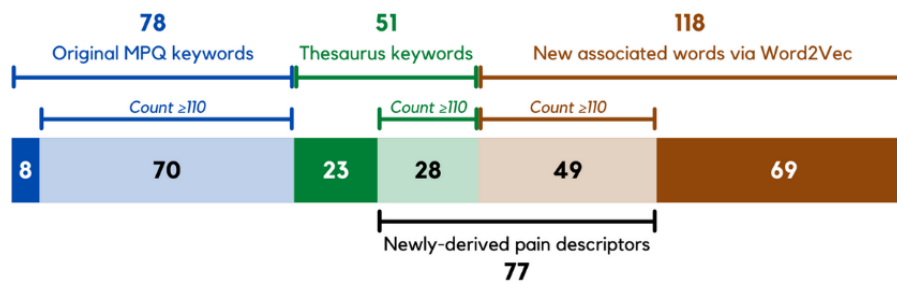 78
Original MPQ keywords
51
Thesaurus keywords
118
New associated words via Word2Vec
Count ≥110
Count ≥110
Count ≥110
8
70
23
28
49
69
Newly-derived pain descriptors
77